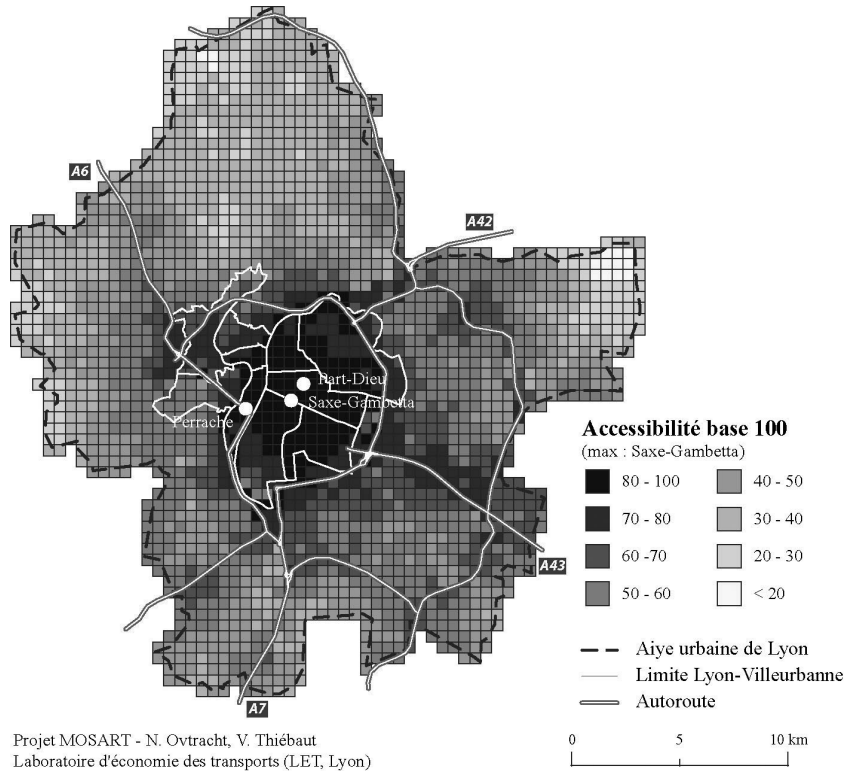 A6
A42
Part-Dieu
Saxe-Gambetta
Perrache
Accessibilité base 100
(max : Saxe-Gambetta)
80 - 100
40 - 50
70 - 80
30 - 40
60 -70
20 - 30
50 - 60
< 20
A43
Aiye urbaine de Lyon
Limite Lyon-Villeurbanne
Autoroute
A7
Projet MOSART - N. Ovtracht, V. Thiébaut
Laboratoire d'économie des transports (LET, Lyon)
0 5 10 km